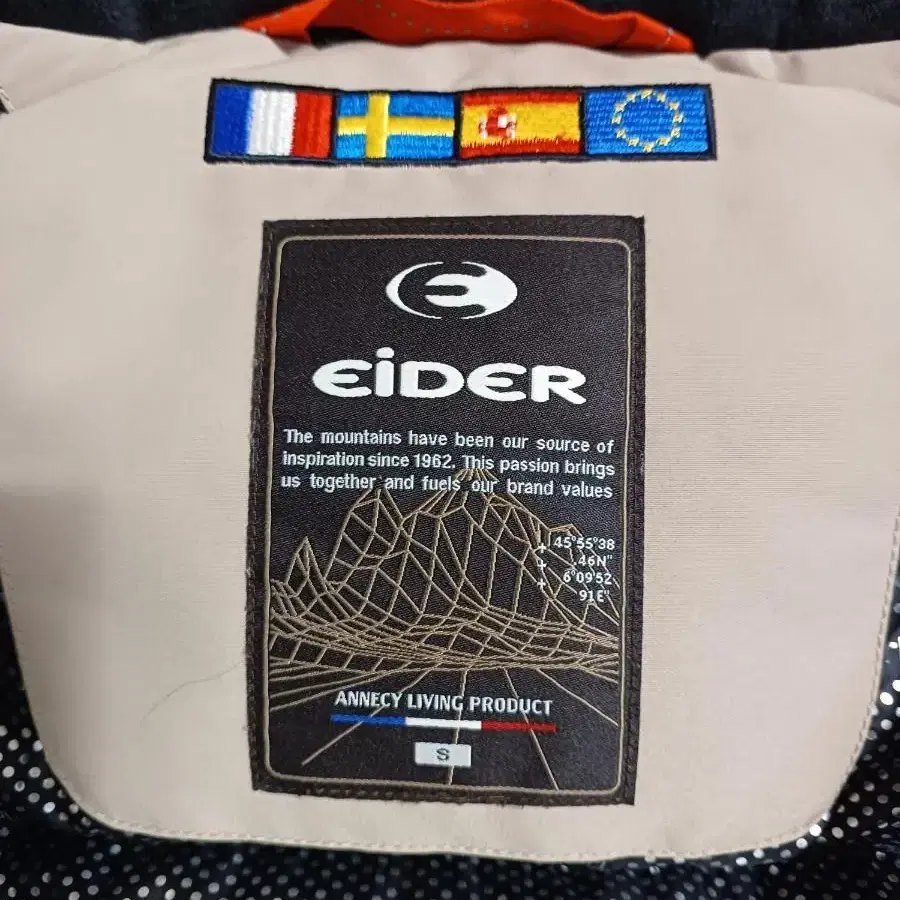 EiDER
The mountains have been our source of
Inspiration since 1962. This passion brings
us together and fuels our brand values
45°55'38
.46N"
6°09'52
91E"
ANNECY LIVING PRODUCT
S